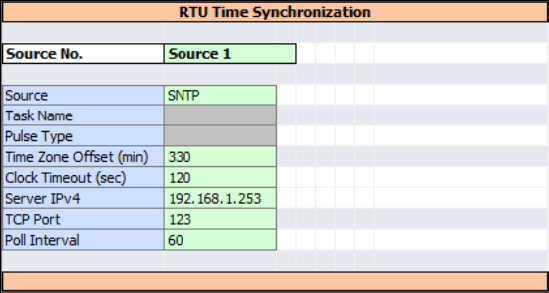 RTU Time Synchronization
Source No. Source 1
Source SNTP
Task Name
Pulse Type
Time Zone Offset (min) 330
Clock Timeout (sec) 120
Server IPv4 192.168.1.253
TCP Port 123
Poll Interval 60